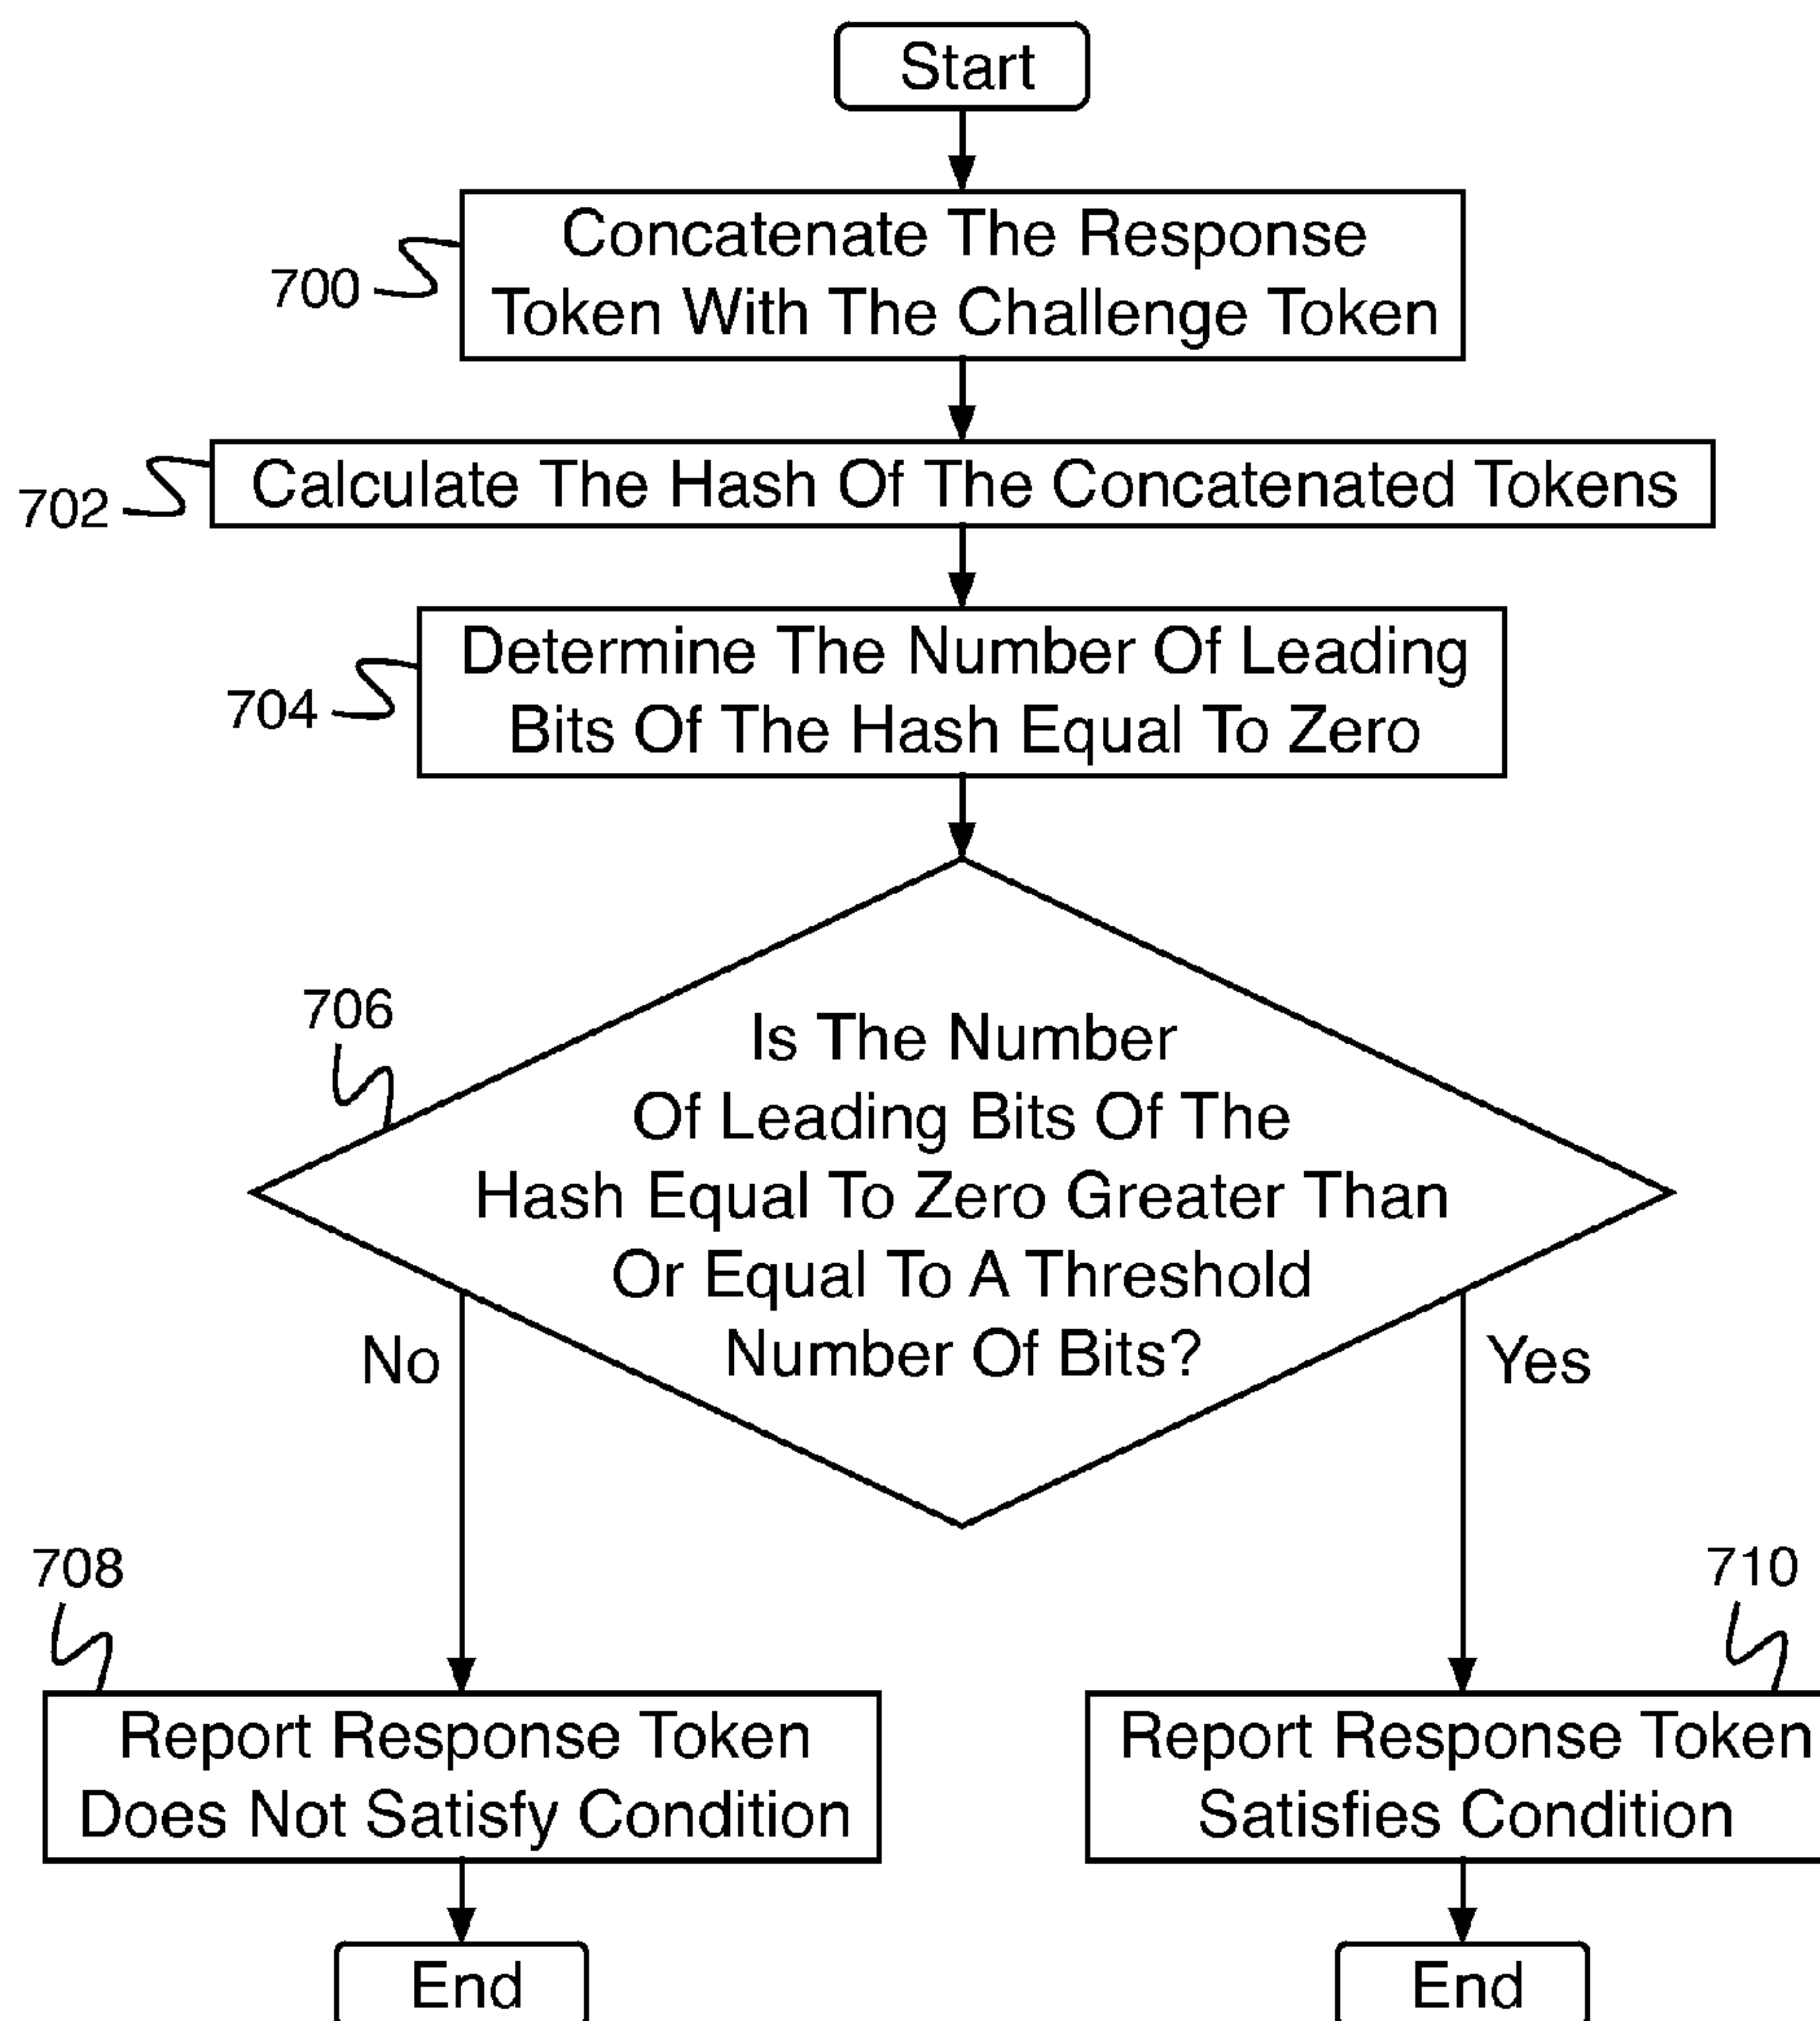 Start
700
Concatenate The Response
Token With The Challenge Token
702
Calculate The Hash Of The Concatenated Tokens
704
Determine The Number Of Leading
Bits Of The Hash Equal To Zero
706
Is The Number
Of Leading Bits Of The
Hash Equal To Zero Greater Than
Or Equal To A Threshold
Number Of Bits?
No
Yes
708
Report Response Token
Does Not Satisfy Condition
710
Report Response Token
Satisfies Condition
End
End